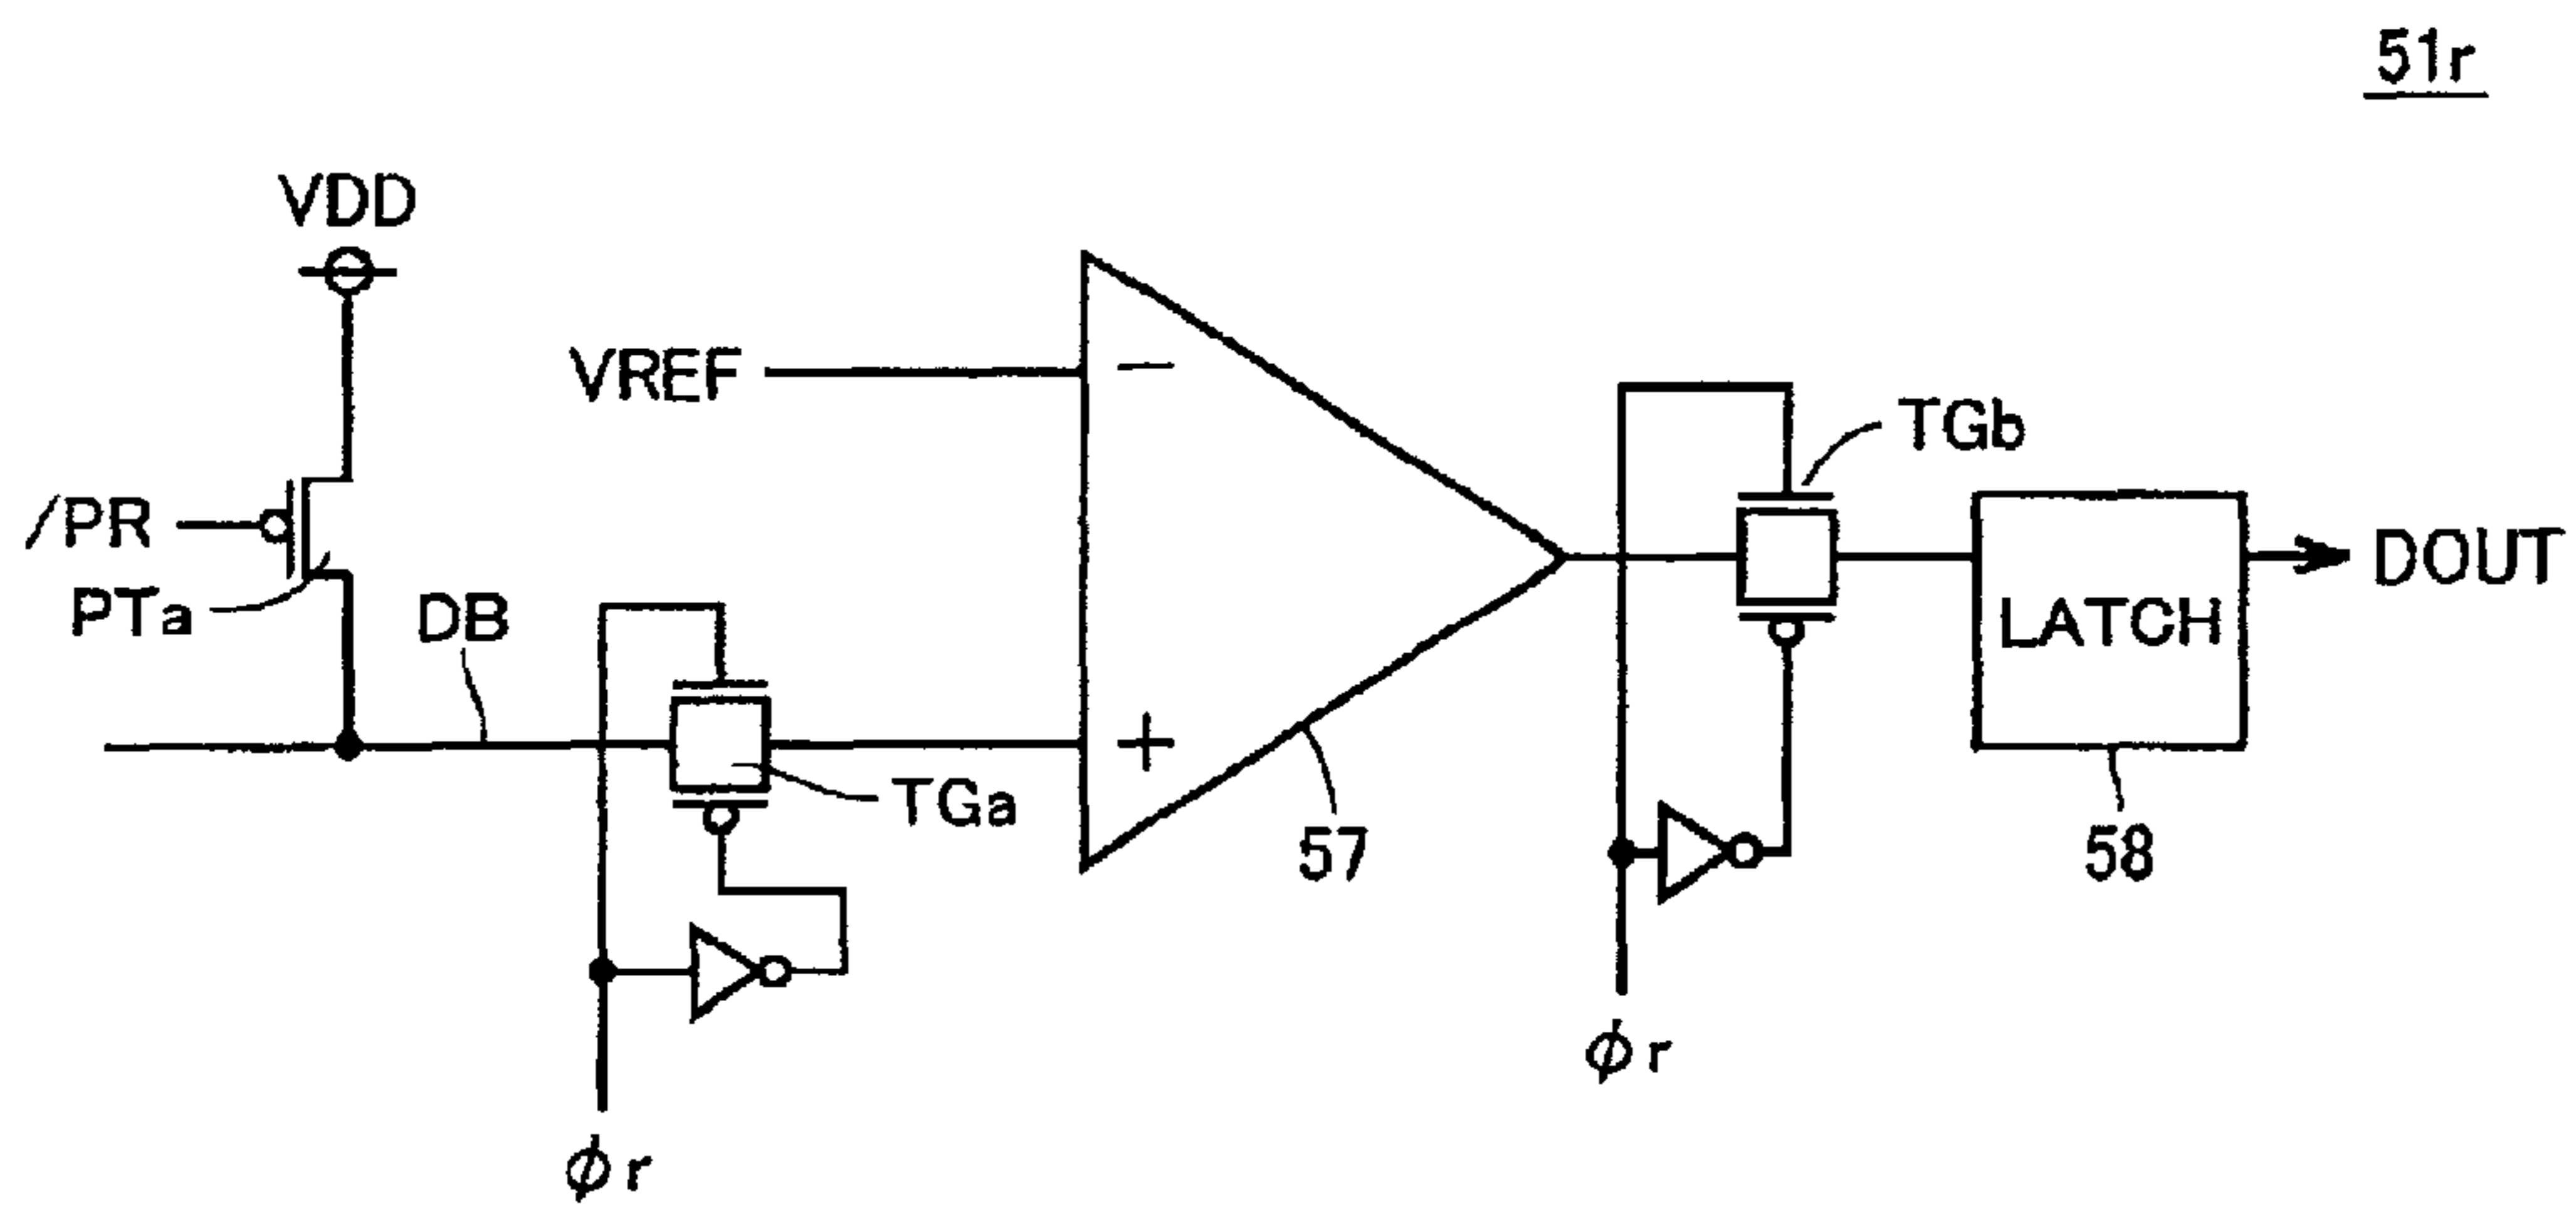 51r
VDD
VREF
−
TGb
/PR
PTa
DB
DOUT
LATCH
+
TGa
57
58
ϕr
ϕr